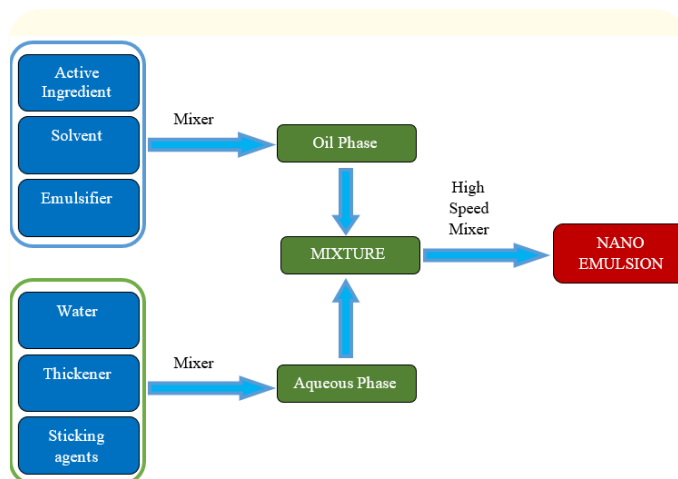 Active
Ingredient
Solvent
Emulsifier
Mixer
Oil Phase
High
Speed
Mixer
MIXTURE
NANO
EMULSION
Water
Thickener
Sticking
agents
Mixer
Aqueous Phase